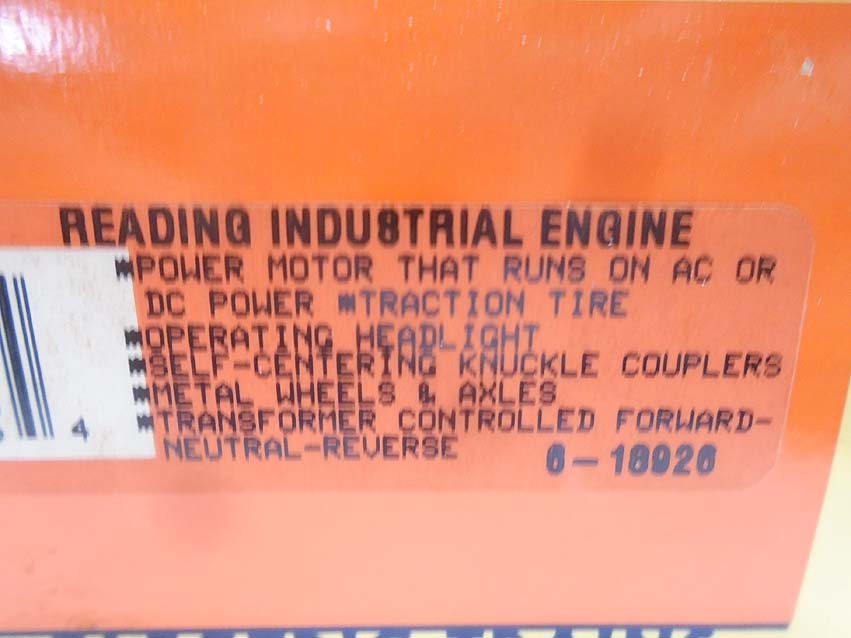 READING INDUSTRIAL ENGINE
*POWER MOTOR THAT RUNS ON AC OR
DC POWER *TRACTION TIRE
*OPERATING HEADLIGHT
*SELF-CENTERING KNUCKLE COUPLERS
*METAL WHEELS & AXLES
*TRANSFORMER CONTROLLED FORWARD-
NEUTRAL-REVERSE
6-18926
4